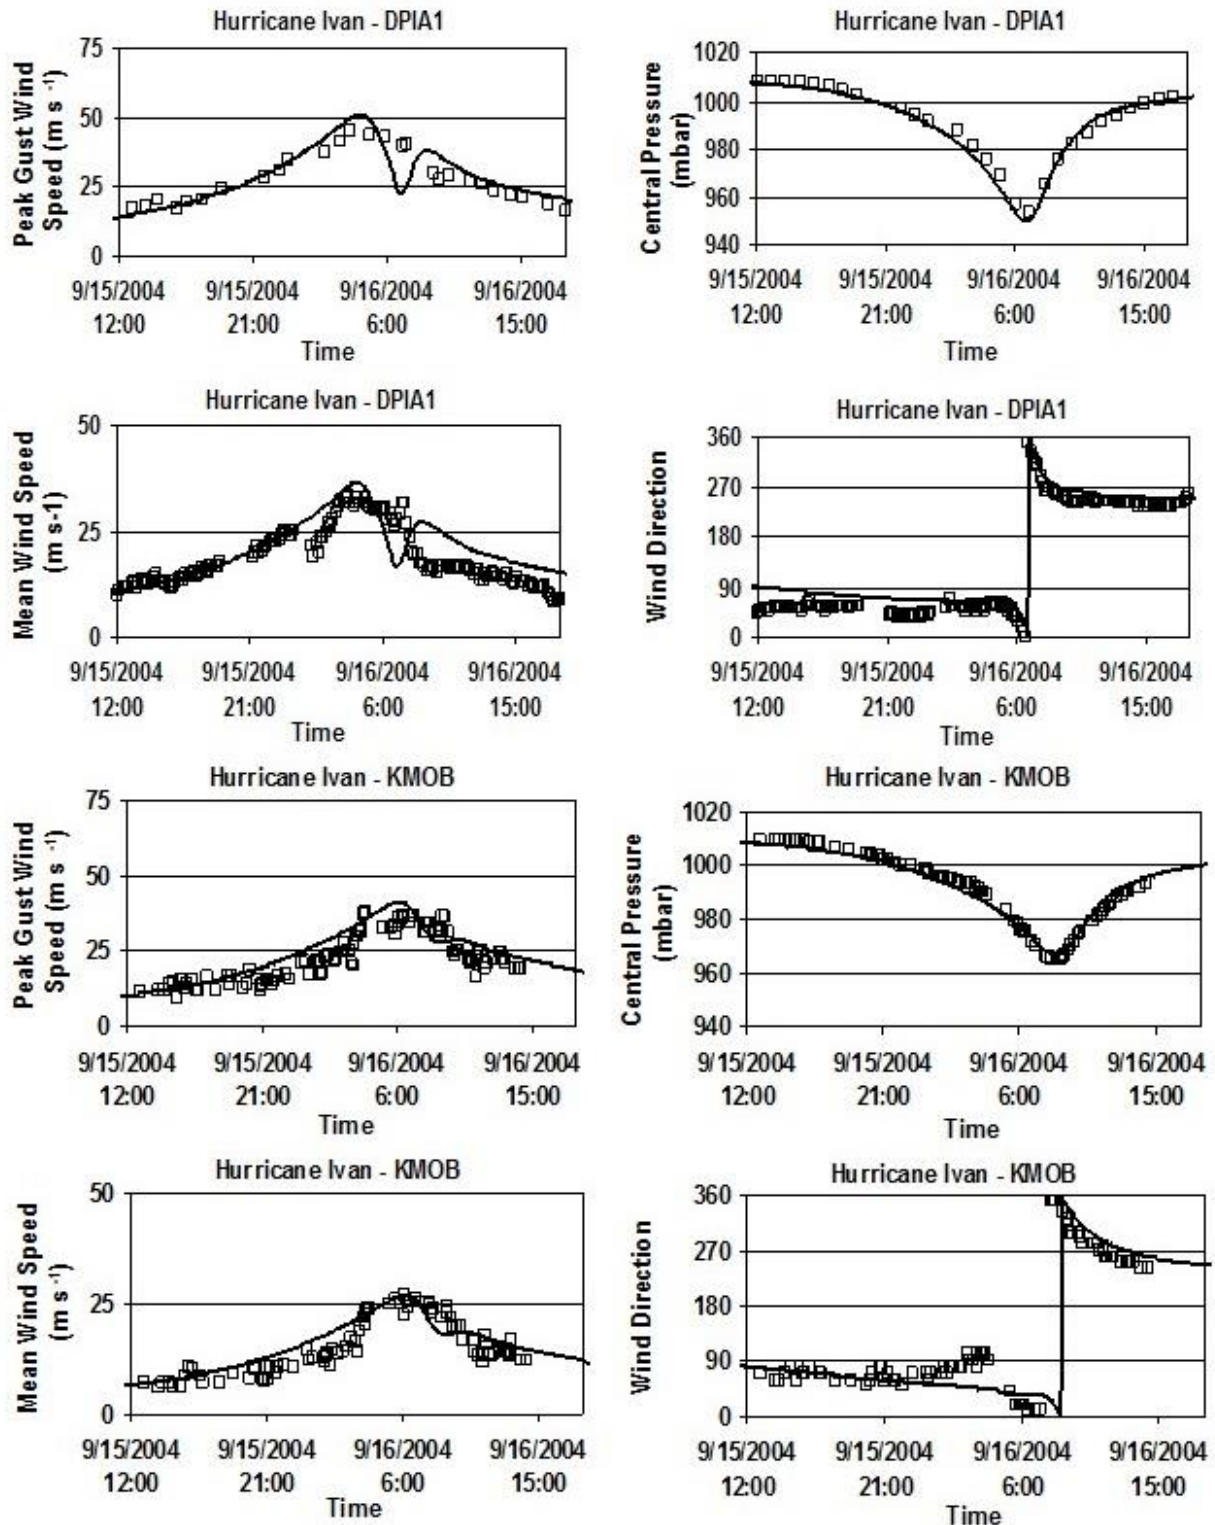 Hurricane Ivan - DPIA1
Peak Gust Wind
Speed (m s -1)
75
50
25
0
9/15/2004 9/15/2004 9/16/2004 9/16/2004
12:00 21:00 6:00 15:00
Time
Hurricane Ivan - DPIA1
Central Pressure
(mbar)
1020
1000
980
960
940
9/15/2004 9/15/2004 9/16/2004 9/16/2004
12:00 21:00 6:00 15:00
Time
Hurricane Ivan - DPIA1
Mean Wind Speed
(m s-1)
50
25
0
9/15/2004 9/15/2004 9/16/2004 9/16/2004
12:00 21:00 6:00 15:00
Time
Hurricane Ivan - DPIA1
Wind Direction
360
270
180
90
0
9/15/2004 9/15/2004 9/16/2004 9/16/2004
12:00 21:00 6:00 15:00
Time
Hurricane Ivan - KMOB
Peak Gust Wind
Speed (m s -1)
75
50
25
0
9/15/2004 9/15/2004 9/16/2004 9/16/2004
12:00 21:00 6:00 15:00
Time
Hurricane Ivan - KMOB
Central Pressure
(mbar)
1020
1000
980
960
940
9/15/2004 9/15/2004 9/16/2004 9/16/2004
12:00 21:00 6:00 15:00
Time
Hurricane Ivan - KMOB
Mean Wind Speed
(m s -1)
50
25
0
9/15/2004 9/15/2004 9/16/2004 9/16/2004
12:00 21:00 6:00 15:00
Time
Hurricane Ivan - KMOB
Wind Direction
360
270
180
90
0
9/15/2004 9/15/2004 9/16/2004 9/16/2004
12:00 21:00 6:00 15:00
Time